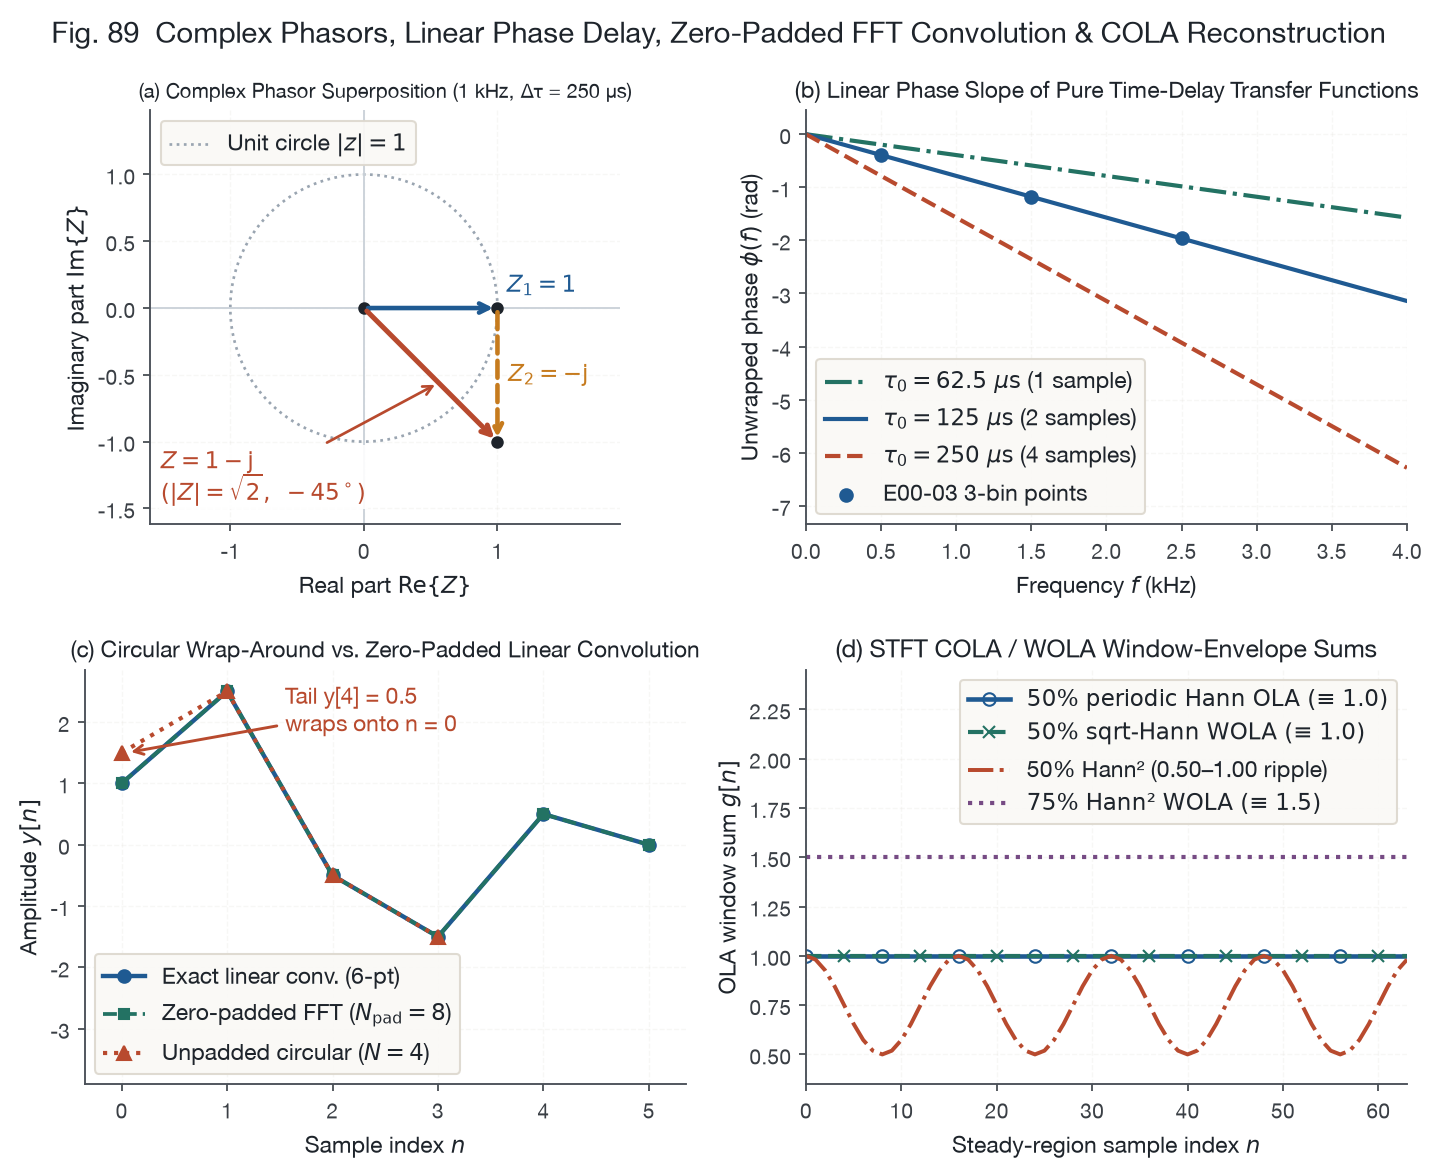 Fig. 89  Complex Phasors, Linear Phase Delay, Zero-Padded FFT Convolution & COLA Reconstruction
(a) Complex Phasor Superposition (1 kHz, Δτ = 250 µs)
Unit circle |z| = 1
1.0
0.5
0.0
-0.5
-1.0
-1.5
Imaginary part Im{Z}
Z₁ = 1
Z₂ = −j
Z = 1 − j
(|Z| = √2, −45°)
-1
0
1
Real part Re{Z}
(b) Linear Phase Slope of Pure Time-Delay Transfer Functions
0
-1
-2
-3
-4
-5
-6
-7
Unwrapped phase ϕ(f) (rad)
τ₀ = 62.5 µs (1 sample)
τ₀ = 125 µs (2 samples)
τ₀ = 250 µs (4 samples)
E00-03 3-bin points
0.0
0.5
1.0
1.5
2.0
2.5
3.0
3.5
4.0
Frequency f (kHz)
(c) Circular Wrap-Around vs. Zero-Padded Linear Convolution
Tail y[4] = 0.5
wraps onto n = 0
2
1
0
-1
-2
-3
Amplitude y[n]
Exact linear conv. (6-pt)
Zero-padded FFT (N_pad = 8)
Unpadded circular (N = 4)
0
1
2
3
4
5
Sample index n
(d) STFT COLA / WOLA Window-Envelope Sums
50% periodic Hann OLA (≡ 1.0)
50% sqrt-Hann WOLA (≡ 1.0)
50% Hann² (0.50–1.00 ripple)
75% Hann² WOLA (≡ 1.5)
2.25
2.00
1.75
1.50
1.25
1.00
0.75
0.50
OLA window sum g[n]
0
10
20
30
40
50
60
Steady-region sample index n